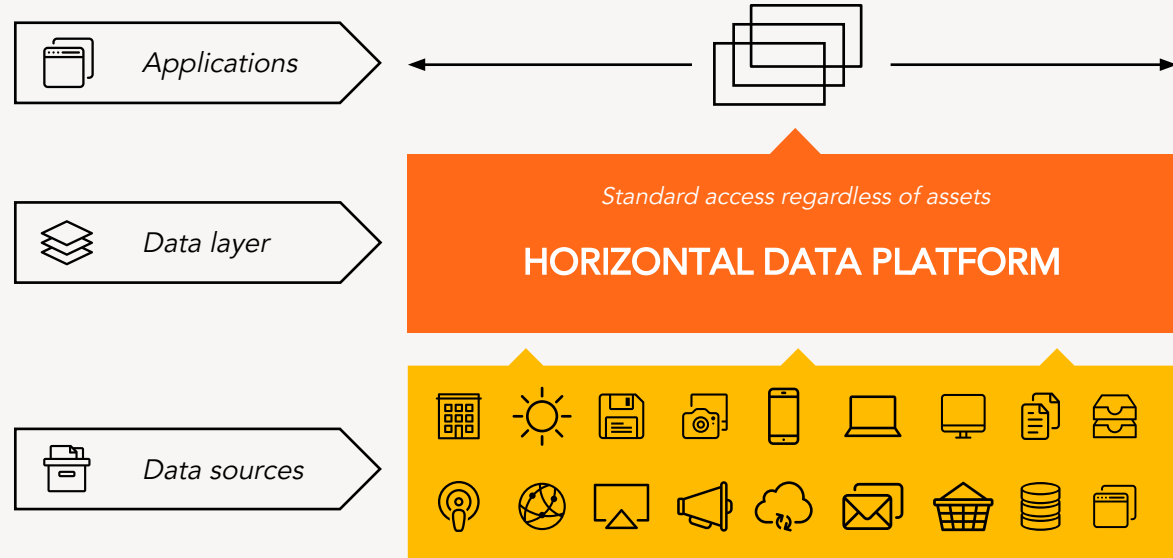 Applications
Standard access regardless of assets
Data layer
HORIZONTAL DATA PLATFORM
Data sources